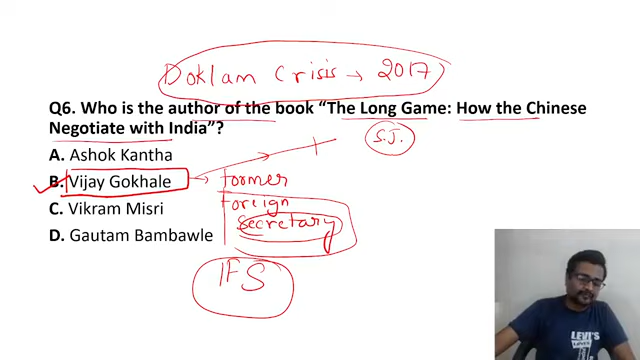 Doklam Crisis → 2017
Q6. Who is the author of the book “The Long Game: How the Chinese
Negotiate with India”?
S.J.
A. Ashok Kantha
B. Vijay Gokhale → Former
Foreign
C. Vikram Misri
secretary
D. Gautam Bambawle
IFS
LEVI'S